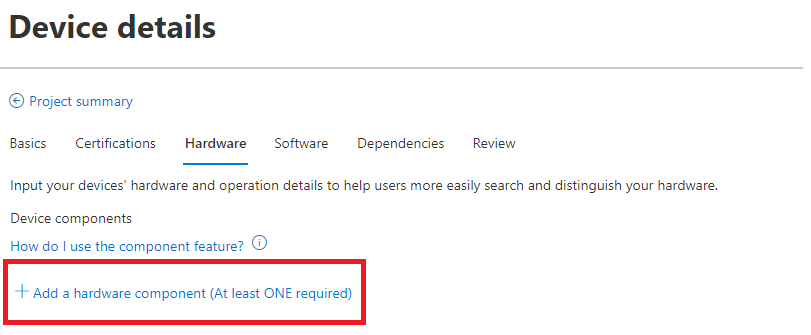 Device details
Project summary
Basics Certifications Hardware Software Dependencies Review
Input your devices' hardware and operation details to help users more easily search and distinguish your hardware.
Device components
How do I use the component feature?
Add a hardware component (At least ONE required)